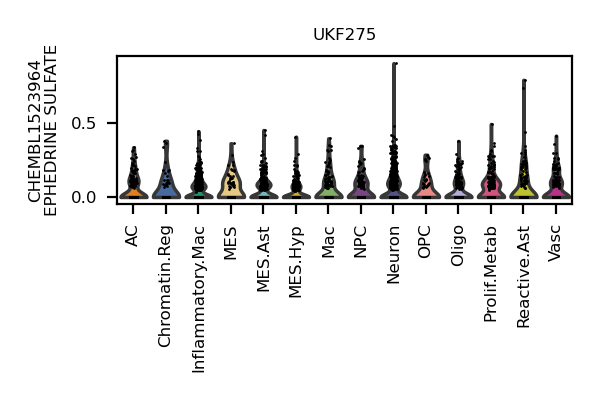 UKF275
CHEMBL1523964
EPHEDRINE SULFATE
0.5
0.0
AC
Chromatin.Reg
Inflammatory.Mac
MES
MES.Ast
MES.Hyp
Mac
NPC
Neuron
OPC
Oligo
Prolif.Metab
Reactive.Ast
Vasc